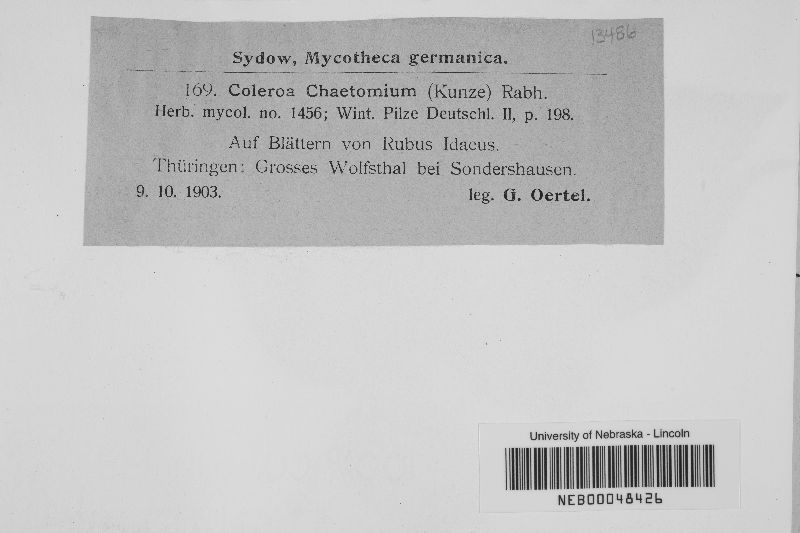 13486
Sydow, Mycotheca germanica.
169. Coleroa Chaetomium (Kunze) Rabh.
Herb. mycol. no. 1456; Wint. Pilze Deutschl. II, p. 198.
Auf Blättern von Rubus Idaeus.
Thüringen: Grosses Wolfsthal bei Sondershausen.
9. 10. 1903. leg. G. Oertel.
University of Nebraska - Lincoln
NEB00048426